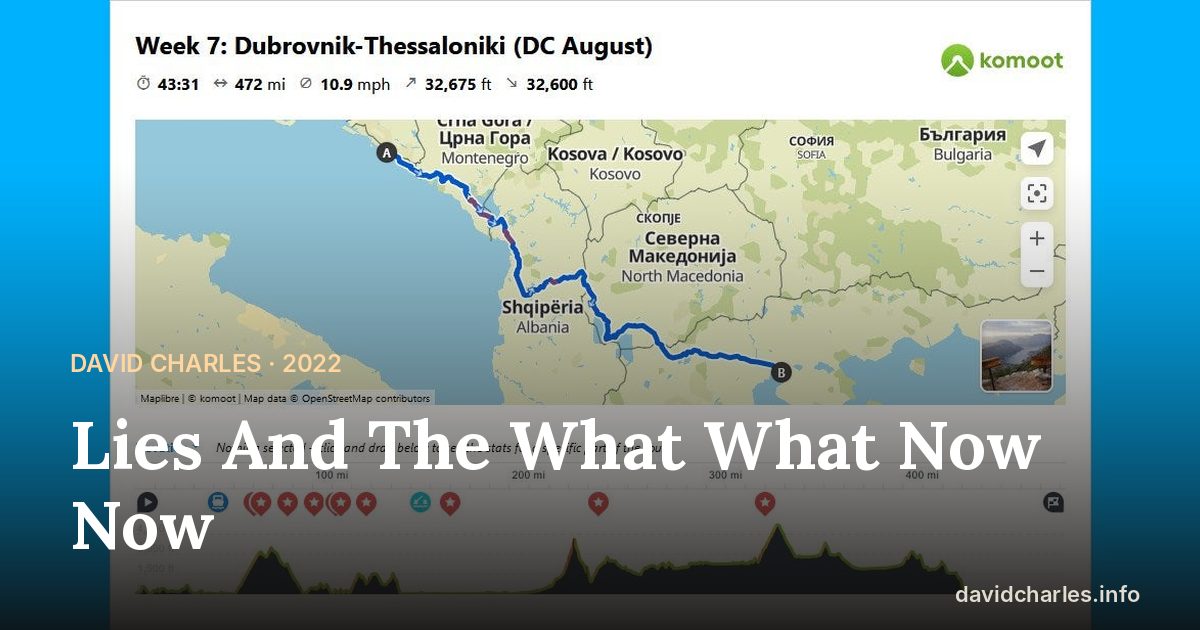 Week 7: Dubrovnik-Thessaloniki (DC August)
komoot
43:31 472 mi 10.9 mph 32,675 ft 32,600 ft
Crna Gora /
Црна Гора
Montenegro
Kosova / Kosovo
Kosovo
СОФИЯ
SOFIA
България
Bulgaria
A
СКОПЈЕ
Северна
Македонија
North Macedonia
+
−
Shqipëria
Albania
B
DAVID CHARLES · 2022
Maplibre | © komoot | Map data © OpenStreetMap contributors
Lies And The What What Now
Now
100 mi 200 mi 300 mi 400 mi
davidcharles.info